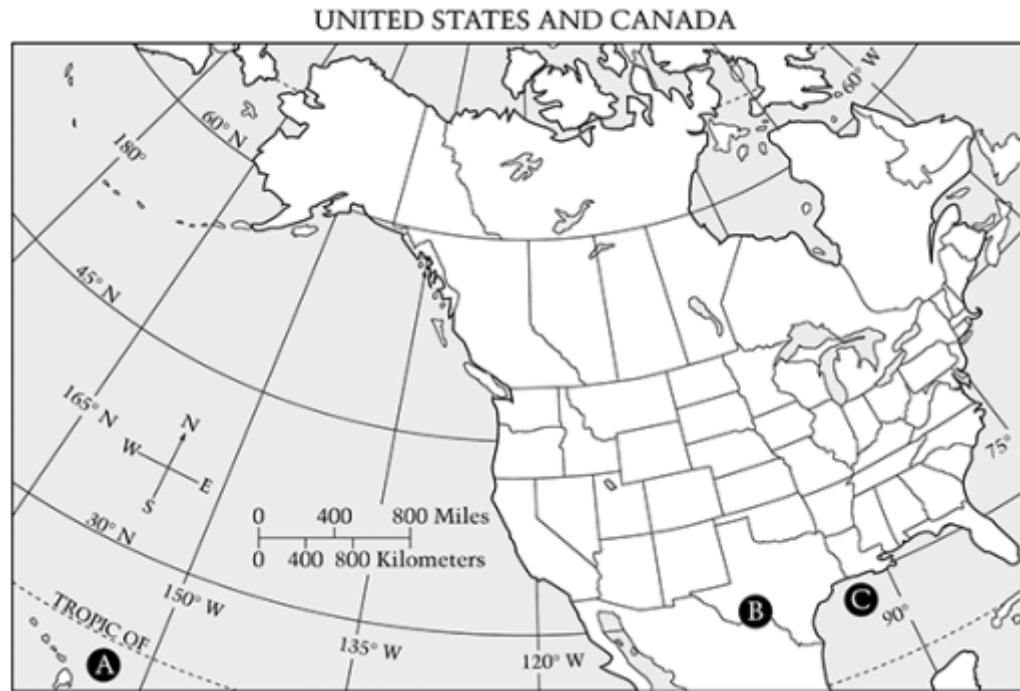 UNITED STATES AND CANADA
60° W
60° N
180°
45° N
165° N
N
W
E
S
75°
0 400 800 Miles
0 400 800 Kilometers
30° N
150° W
TROPIC OF
135° W
120° W
90°
A
B
C